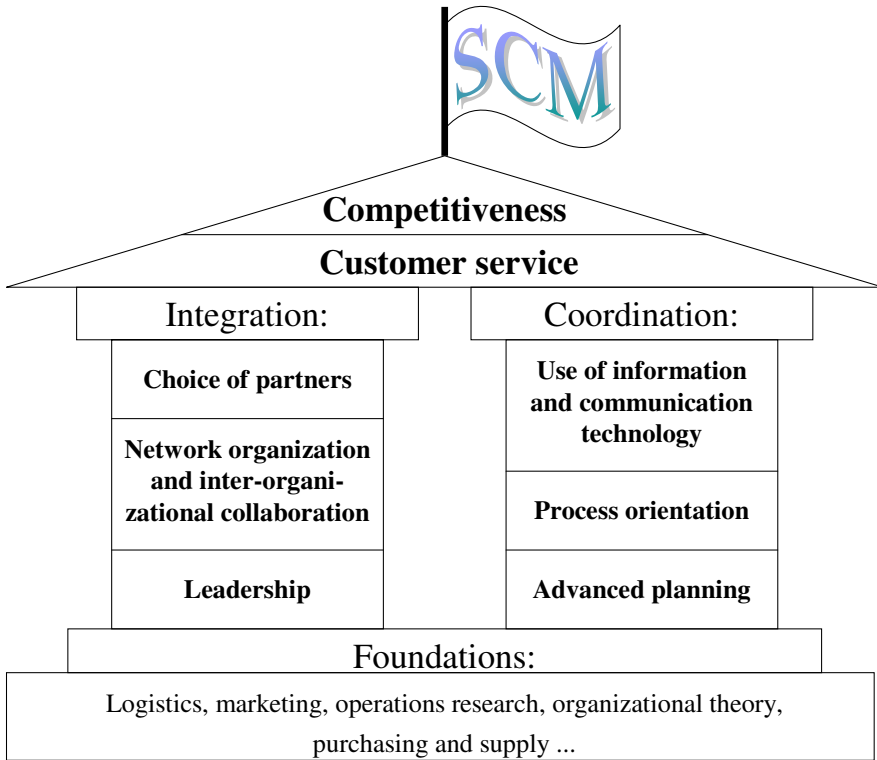 SCM
Competitiveness
Customer service
Integration:
Choice of partners
Network organization
and inter-organi-
zational collaboration
Leadership
Coordination:
Use of information
and communication
technology
Process orientation
Advanced planning
Foundations:
Logistics, marketing, operations research, organizational theory,
purchasing and supply ...